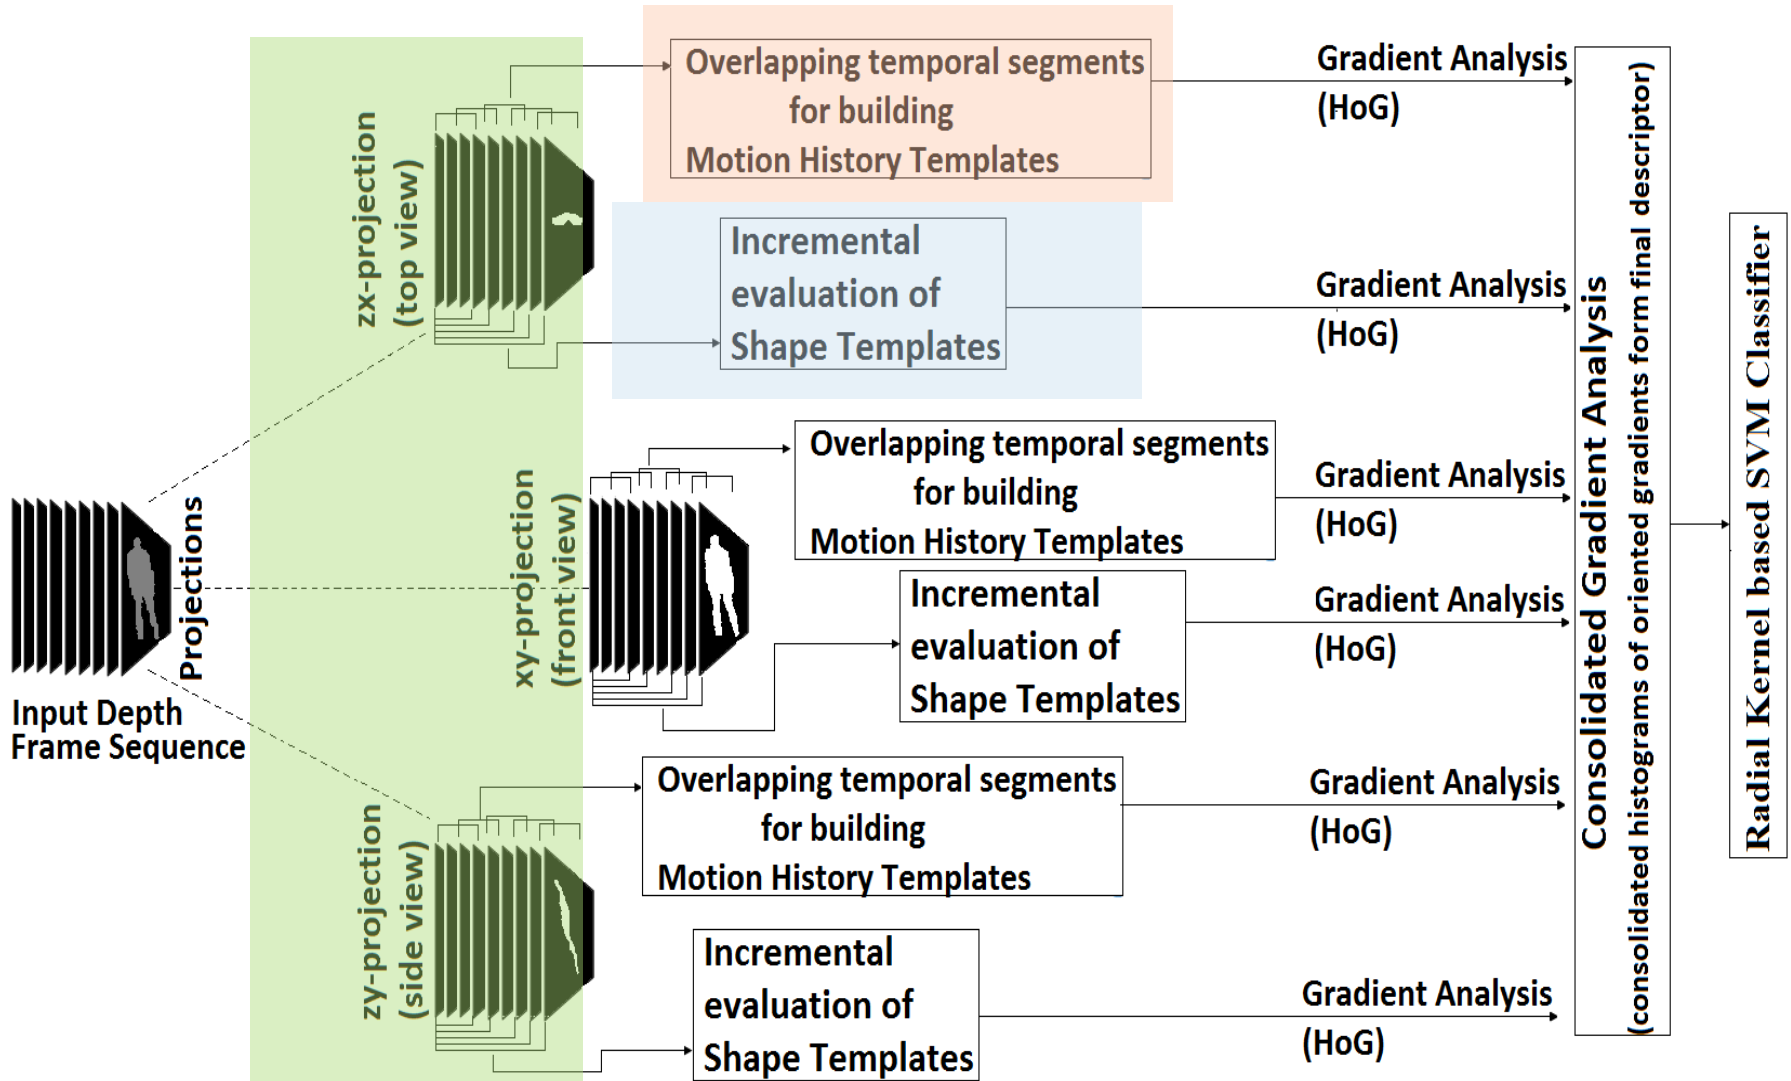 Input Depth
Frame Sequence
Projections
zx-projection
(top view)
Overlapping temporal segments
for building
Motion History Templates
Gradient Analysis
(HoG)
Incremental
evaluation of
Shape Templates
Gradient Analysis
(HoG)
xy-projection
(front view)
Overlapping temporal segments
for building
Motion History Templates
Gradient Analysis
(HoG)
Incremental
evaluation of
Shape Templates
Gradient Analysis
(HoG)
zy-projection
(side view)
Overlapping temporal segments
for building
Motion History Templates
Gradient Analysis
(HoG)
Incremental
evaluation of
Shape Templates
Gradient Analysis
(HoG)
Consolidated Gradient Analysis
(consolidated histograms of oriented gradients form final descriptor)
Radial Kernel based SVM Classifier